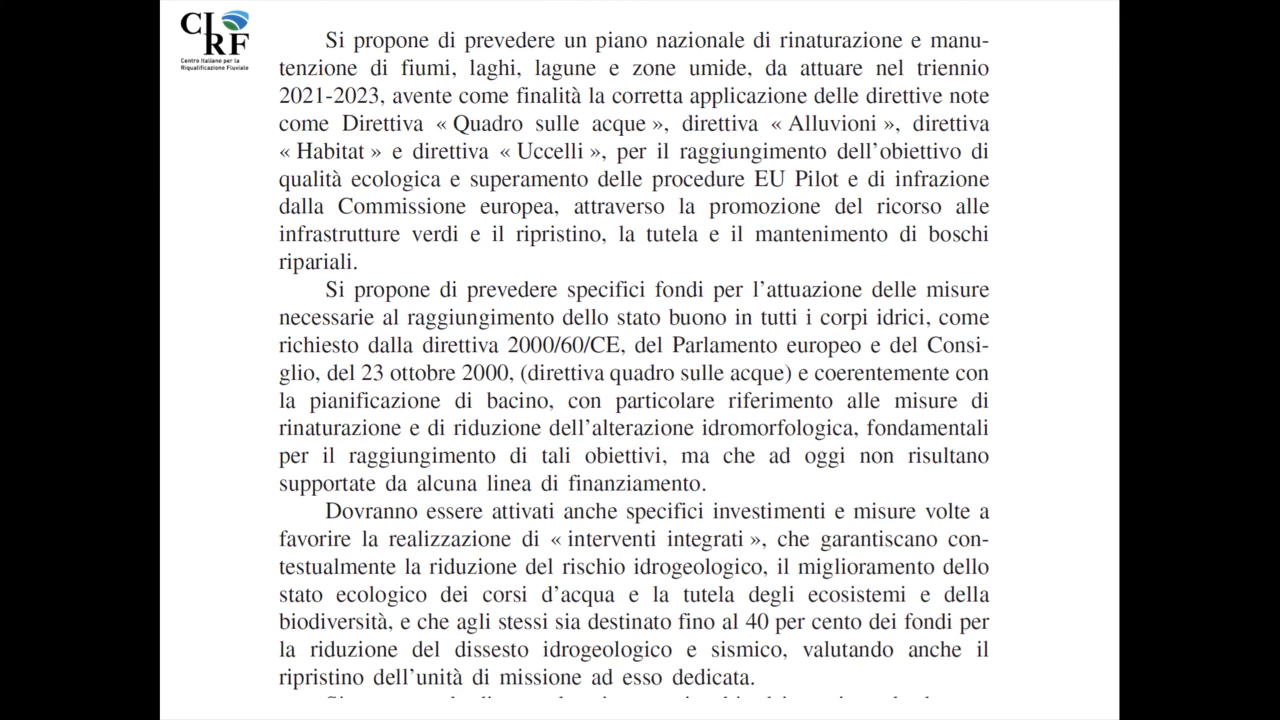 CIRF
Centro Italiano per la
Riqualificazione Fluviale
Si propone di prevedere un piano nazionale di rinaturazione e manu-
tenzione di fiumi, laghi, lagune e zone umide, da attuare nel triennio
2021-2023, avente come finalità la corretta applicazione delle direttive note
come Direttiva « Quadro sulle acque », direttiva « Alluvioni », direttiva
« Habitat » e direttiva « Uccelli », per il raggiungimento dell’obiettivo di
qualità ecologica e superamento delle procedure EU Pilot e di infrazione
dalla Commissione europea, attraverso la promozione del ricorso alle
infrastrutture verdi e il ripristino, la tutela e il mantenimento di boschi
ripariali.
Si propone di prevedere specifici fondi per l’attuazione delle misure
necessarie al raggiungimento dello stato buono in tutti i corpi idrici, come
richiesto dalla direttiva 2000/60/CE, del Parlamento europeo e del Consi-
glio, del 23 ottobre 2000, (direttiva quadro sulle acque) e coerentemente con
la pianificazione di bacino, con particolare riferimento alle misure di
rinaturazione e di riduzione dell’alterazione idromorfologica, fondamentali
per il raggiungimento di tali obiettivi, ma che ad oggi non risultano
supportate da alcuna linea di finanziamento.
Dovranno essere attivati anche specifici investimenti e misure volte a
favorire la realizzazione di « interventi integrati », che garantiscano con-
testualmente la riduzione del rischio idrogeologico, il miglioramento dello
stato ecologico dei corsi d’acqua e la tutela degli ecosistemi e della
biodiversità, e che agli stessi sia destinato fino al 40 per cento dei fondi per
la riduzione del dissesto idrogeologico e sismico, valutando anche il
ripristino dell’unità di missione ad esso dedicata.